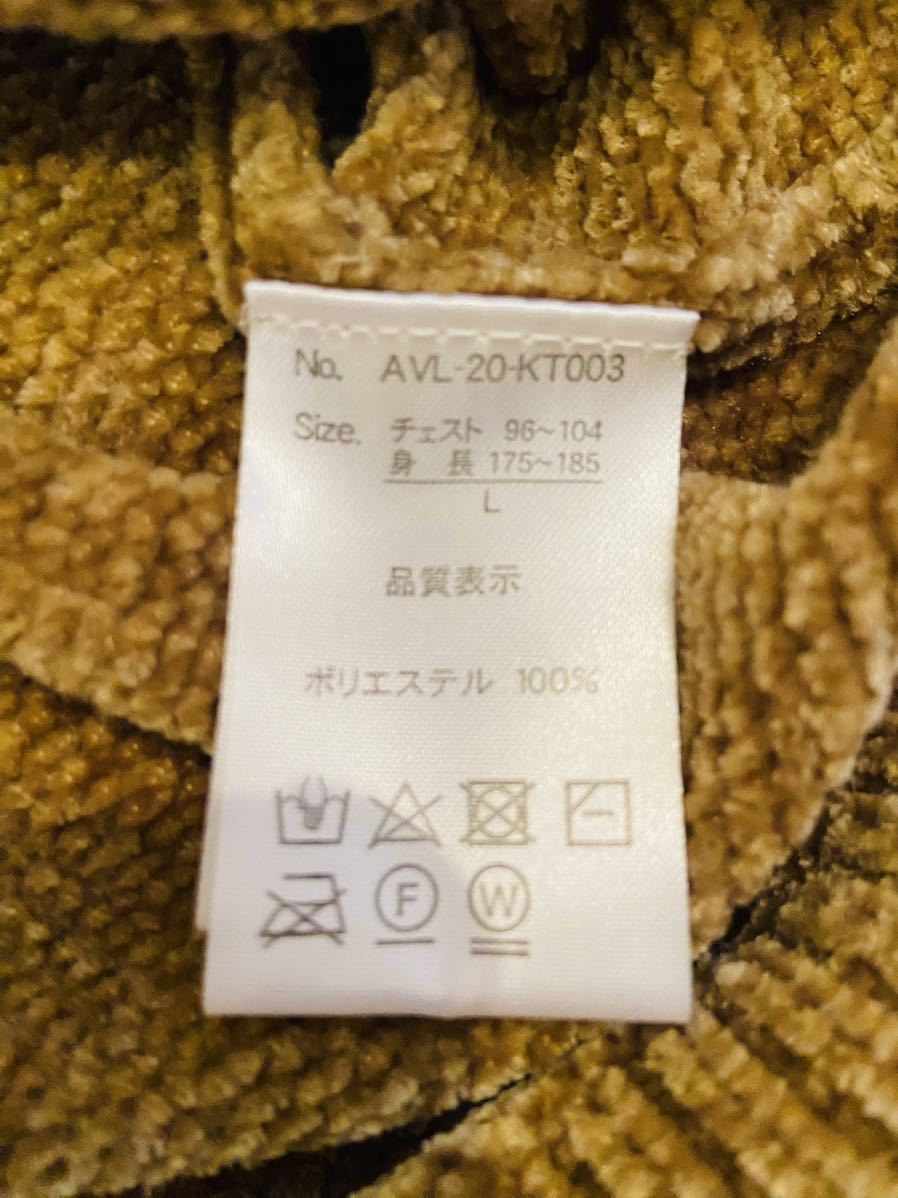 No. AVL-20-KT003
Size. チェスト 96~104
身 長 175~185
L
品質表示
ポリエステル 100%
F W